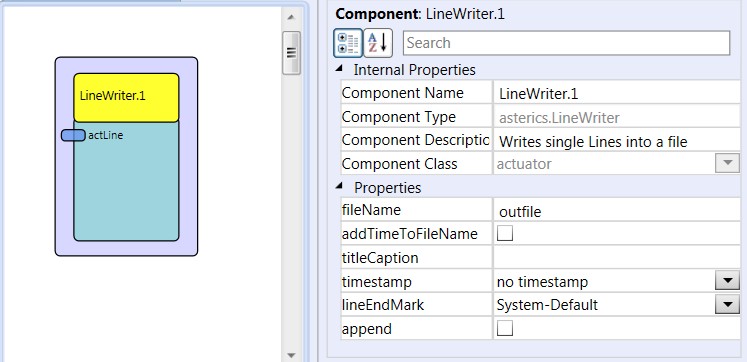 LineWriter.1
actLine
Component: LineWriter.1
A Z
Search
Internal Properties
Component Name LineWriter.1
Component Type asterics.LineWriter
Component Descriptic Writes single Lines into a file
Component Class actuator
Properties
fileName outfile
addTimeToFileName
titleCaption
timestamp no timestamp
lineEndMark System-Default
append